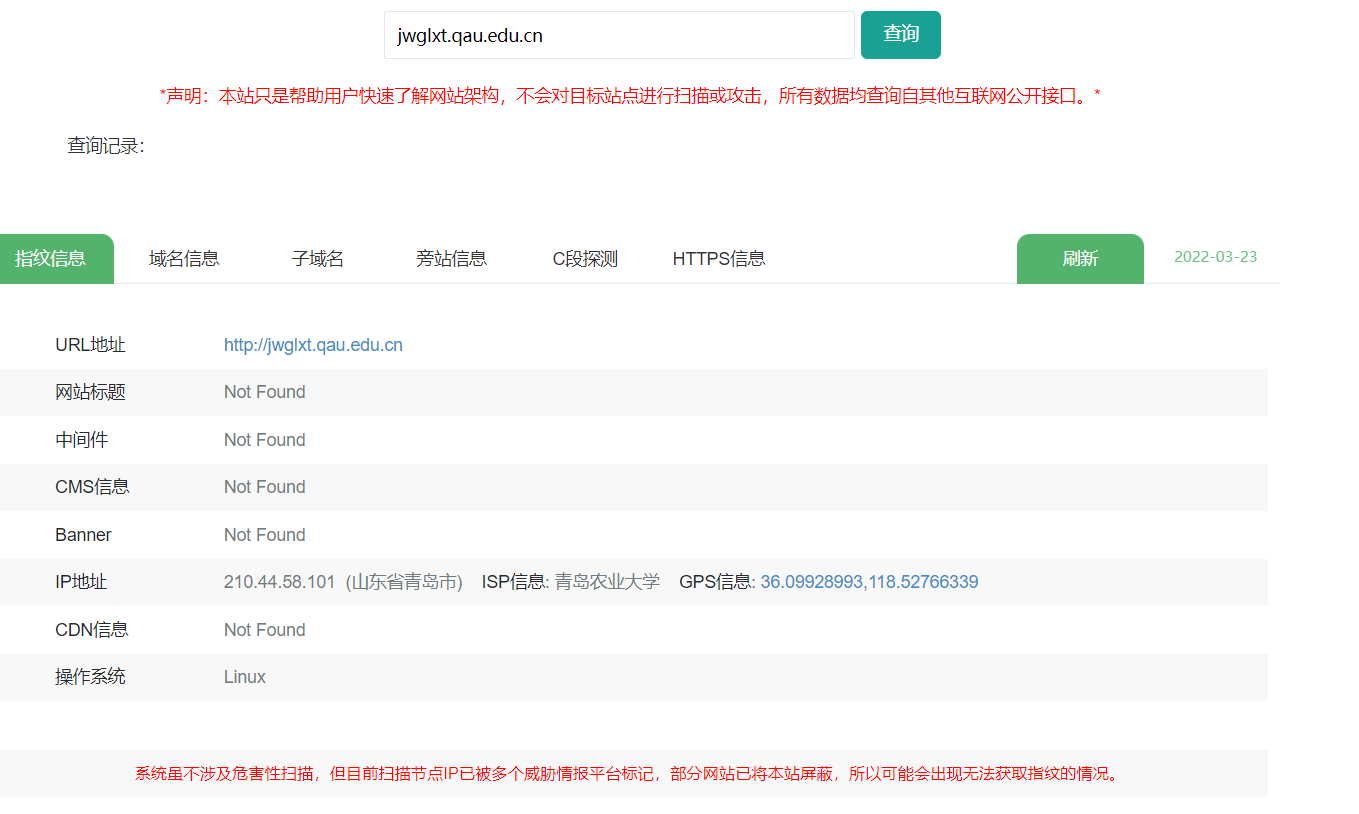 jwglxt.qau.edu.cn 查询
*声明：本站只是帮助用户快速了解网站架构，不会对目标站点进行扫描或攻击，所有数据均查询自其他互联网公开接口。*
查询记录：
指纹信息 域名信息 子域名 旁站信息 C段探测 HTTPS信息 刷新 2022-03-23
URL地址 http://jwglxt.qau.edu.cn
网站标题 Not Found
中间件 Not Found
CMS信息 Not Found
Banner Not Found
IP地址 210.44.58.101 (山东省青岛市) ISP信息: 青岛农业大学 GPS信息: 36.09928993,118.52766339
CDN信息 Not Found
操作系统 Linux
系统虽不涉及危害性扫描，但目前扫描节点IP已被多个威胁情报平台标记，部分网站已将本站屏蔽，所以可能会出现无法获取指纹的情况。